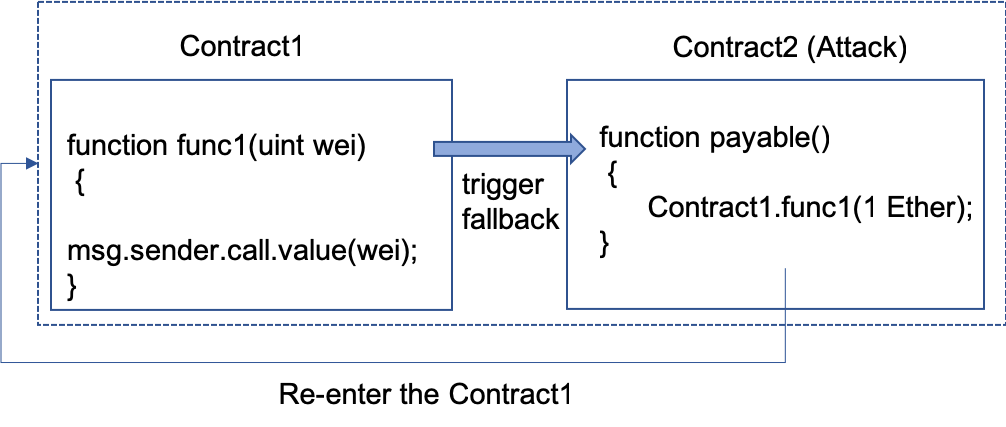 Contract1
function func1(uint wei)
{
msg.sender.call.value(wei);
}
trigger
fallback
Contract2 (Attack)
function payable()
{
Contract1.func1(1 Ether);
}
Re-enter the Contract1